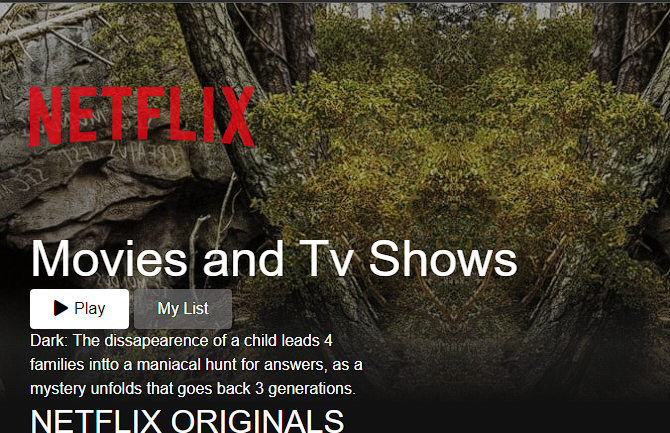 NETFLIX
Movies and Tv Shows
Play
My List
Dark: The dissapearence of a child leads 4
families intto a maniacal hunt for answers, as a
mystery unfolds that goes back 3 generations.
NETFLIX ORIGINALS